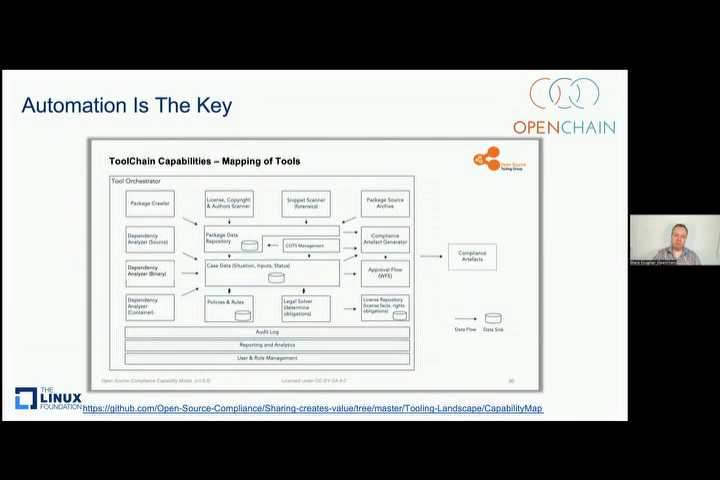 Automation Is The Key
OPENCHAIN
ToolChain Capabilities – Mapping of Tools
Open Source
Tooling Group
Tool Orchestrator
Package Crawler
License, Copyright
& Authors Scanner
Snippet Scanner
(forensics)
Package Source
Archive
Dependency
Analyzer (Source)
Package Data
Repository
COTS Management
Compliance
Artefact Generator
Compliance
Artefacts
Dependency
Analyzer (Binary)
Case Data (Situation, Inputs, Status)
Approval Flow
(WFE)
Dependency
Analyzer
(Container)
Policies & Rules
Legal Solver
(determine
obligations)
License Repository
(license facts, rights
obligations)
Data Flow
Data Sink
Audit Log
Reporting and Analytics
User & Role Management
Open Source Compliance Capability Model
Licensed under CC-BY-SA-4.0
20
THE
LINUX
FOUNDATION
https://github.com/Open-Source-Compliance/Sharing-creates-value/tree/master/Tooling-Landscape/CapabilityMap